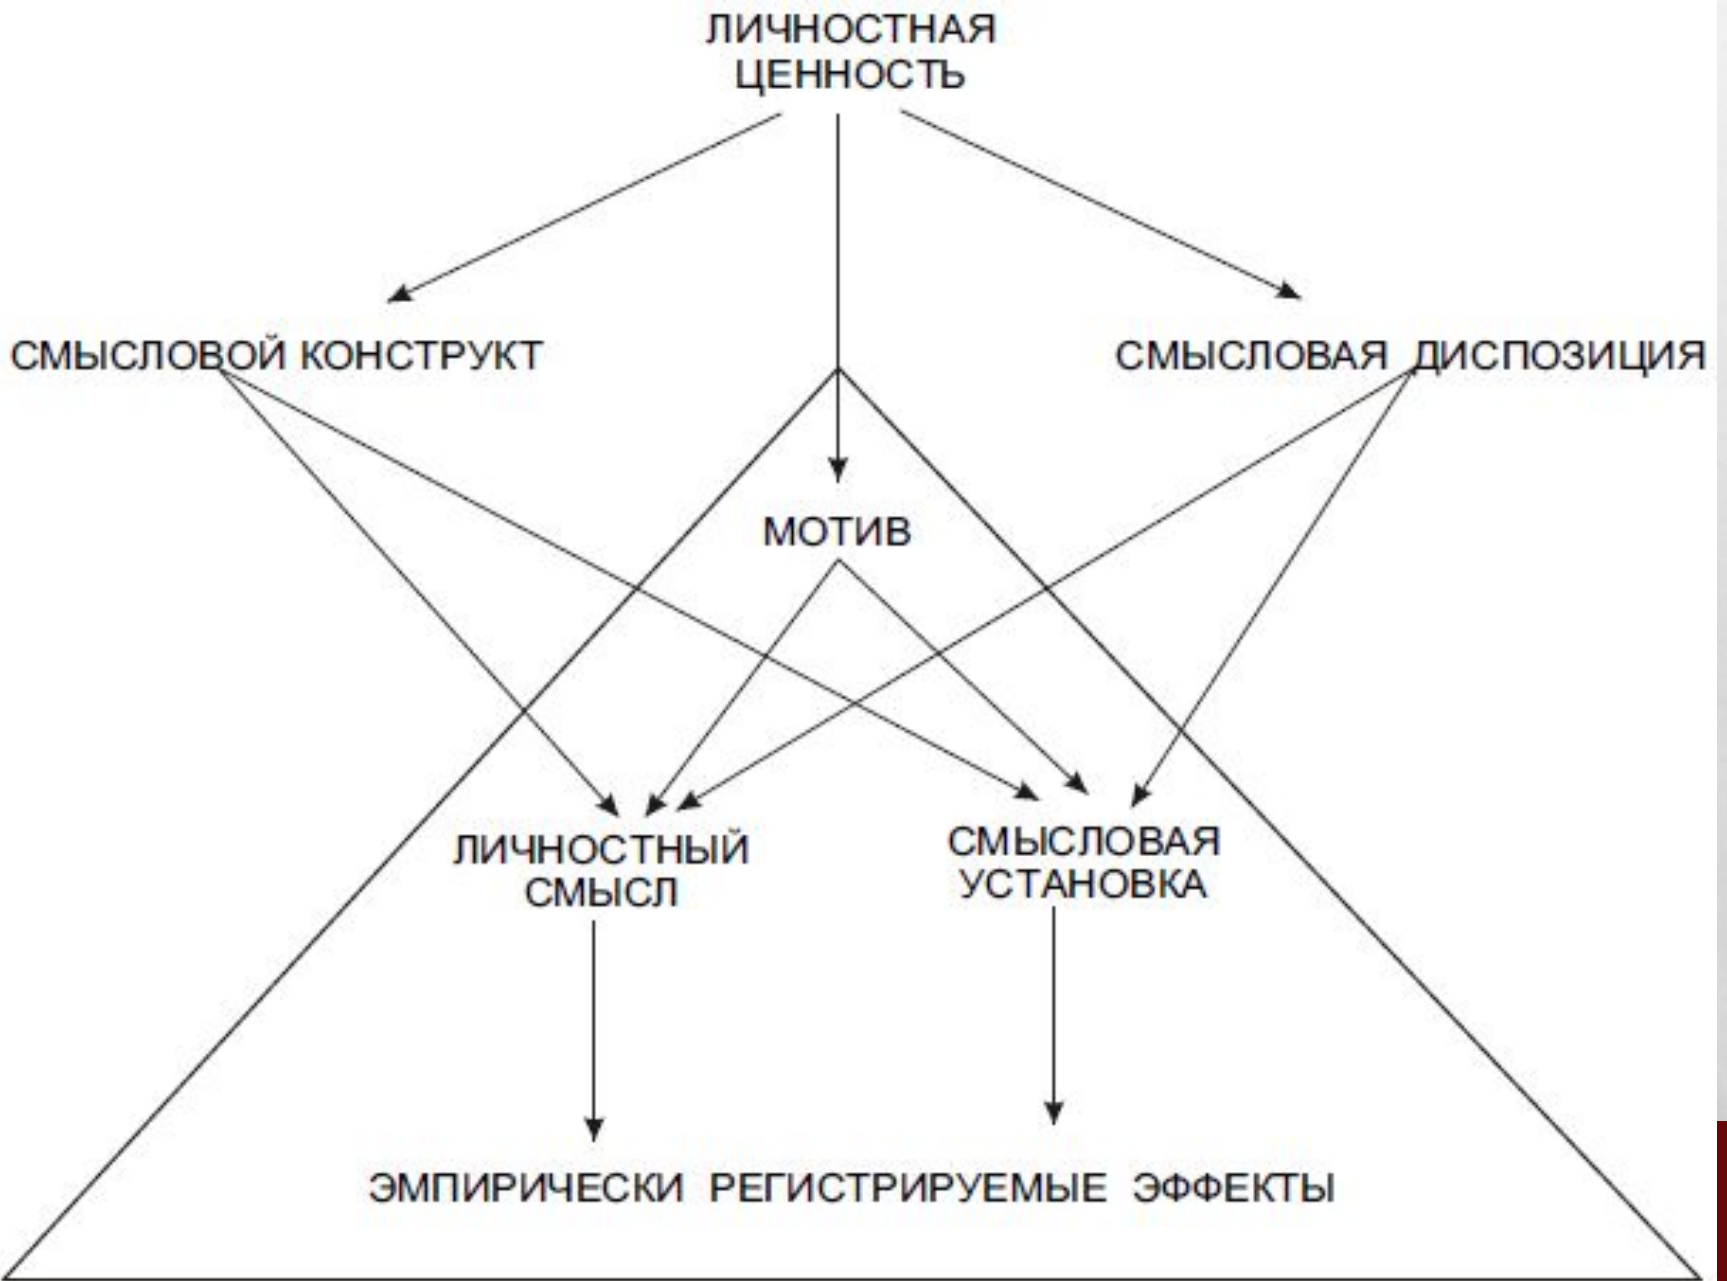 ЛИЧНОСТНАЯ
ЦЕННОСТЬ
СМЫСЛОВОЙ КОНСТРУКТ
СМЫСЛОВАЯ ДИСПОЗИЦИЯ
МОТИВ
ЛИЧНОСТНЫЙ
СМЫСЛ
СМЫСЛОВАЯ
УСТАНОВКА
ЭМПИРИЧЕСКИ РЕГИСТРИРУЕМЫЕ ЭФФЕКТЫ